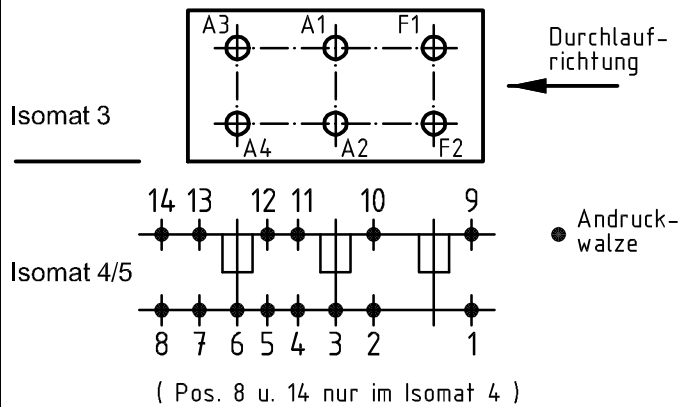 A3 A1 F1
Durchlauf-
richtung
Isomat 3
A4 A2 F2
14 13 12 11 10 9
Andruck-
walze
Isomat 4/5
8 7 6 5 4 3 2 1
( Pos. 8 u. 14 nur im Isomat 4 )